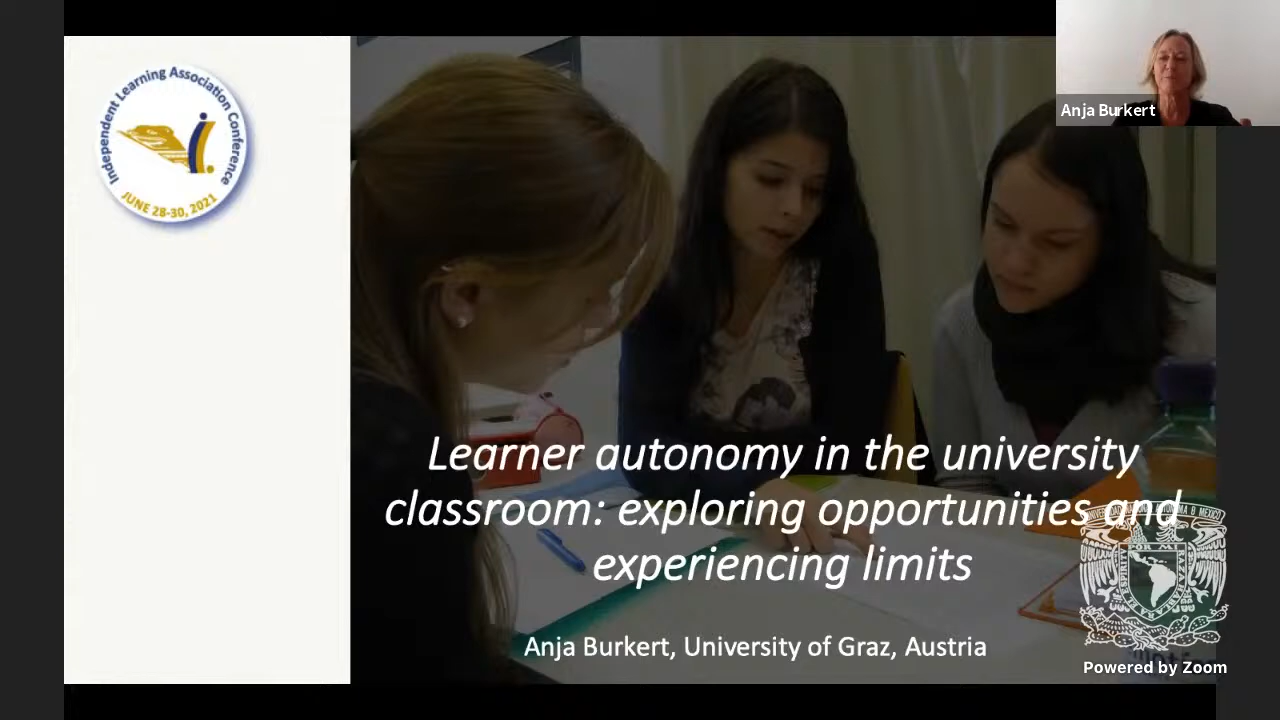 Independent Learning Association Conference
JUNE 28-30, 2021
Anja Burkert
Learner autonomy in the university
classroom: exploring opportunities and
experiencing limits
Anja Burkert, University of Graz, Austria
Powered by Zoom